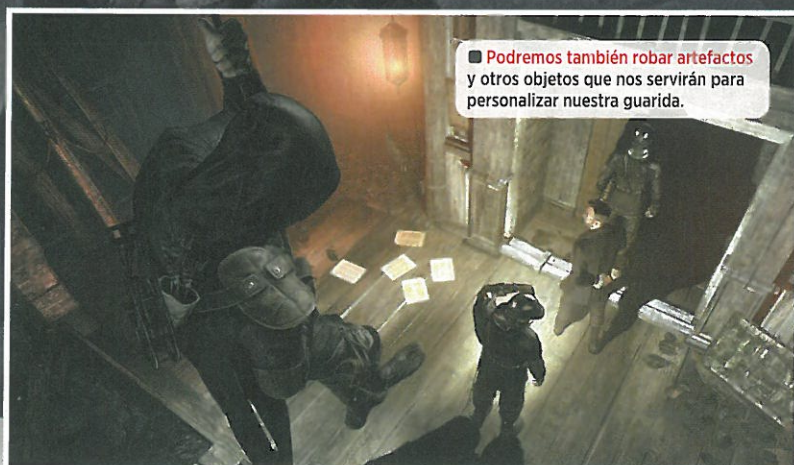 ■ Podremos también robar artefactos
y otros objetos que nos servirán para
personalizar nuestra guarida.